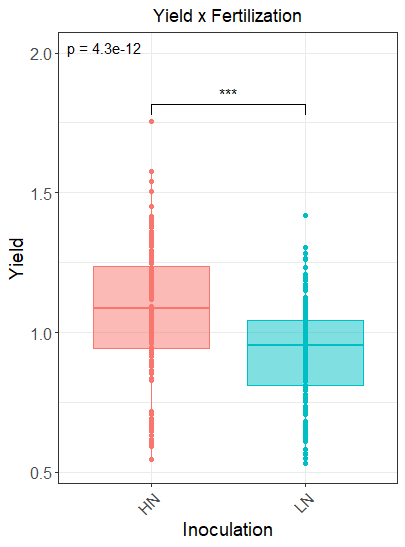 Yield x Fertilization
p = 4.3e-12
***
2.0
1.5
1.0
0.5
Yield
HN
LN
Inoculation